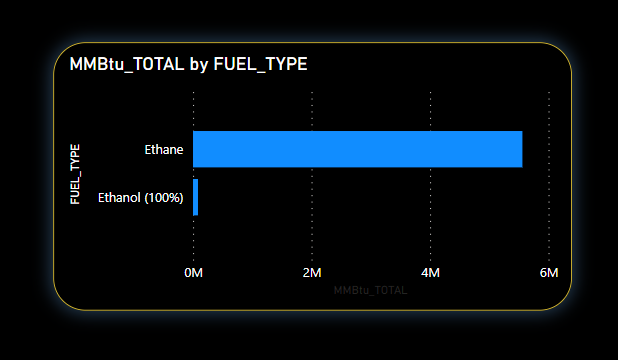 MMBtu_TOTAL by FUEL_TYPE
FUEL_TYPE
Ethane
Ethanol (100%)
0M 2M 4M 6M
MMBtu_TOTAL